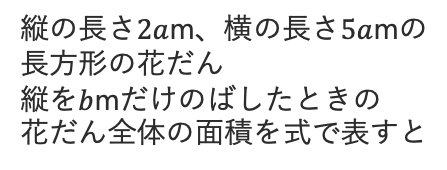 縦の長さ2am、横の長さ5amの
長方形の花だん
縦をbmだけのばしたときの
花だん全体の面積を式で表すと